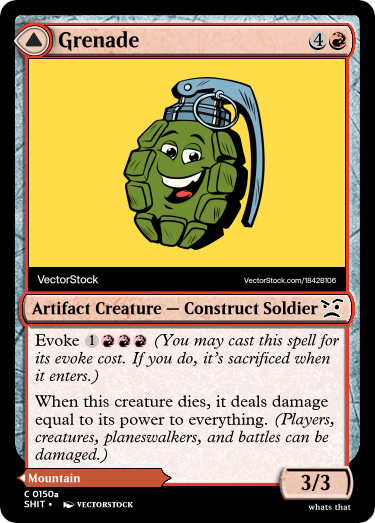 Grenade 4
VectorStock VectorStock.com/18428106
Artifact Creature — Construct Soldier
Evoke 1 (You may cast this spell for
its evoke cost. If you do, it's sacrificed when
it enters.)
When this creature dies, it deals damage
equal to its power to everything. (Players,
creatures, planeswalkers, and battles can be
damaged.)
Mountain
3/3
C 0150a
SHIT • VECTORSTOCK
whats that